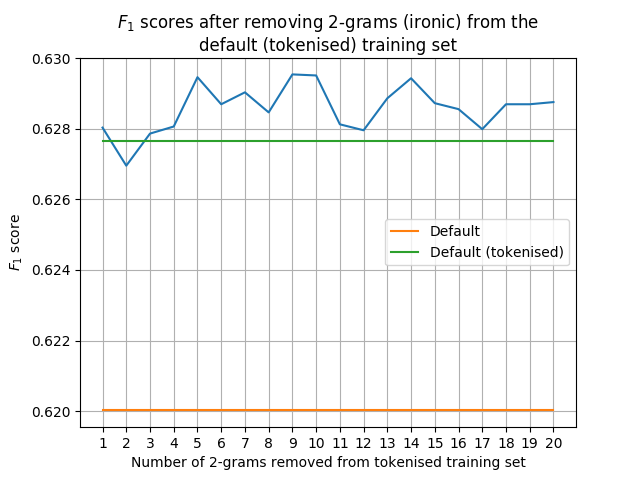 F₁ scores after removing 2-grams (ironic) from the
default (tokenised) training set
0.630
0.628
0.626
0.624
0.622
0.620
F₁ score
Default
Default (tokenised)
1 2 3 4 5 6 7 8 9 10 11 12 13 14 15 16 17 18 19 20
Number of 2-grams removed from tokenised training set